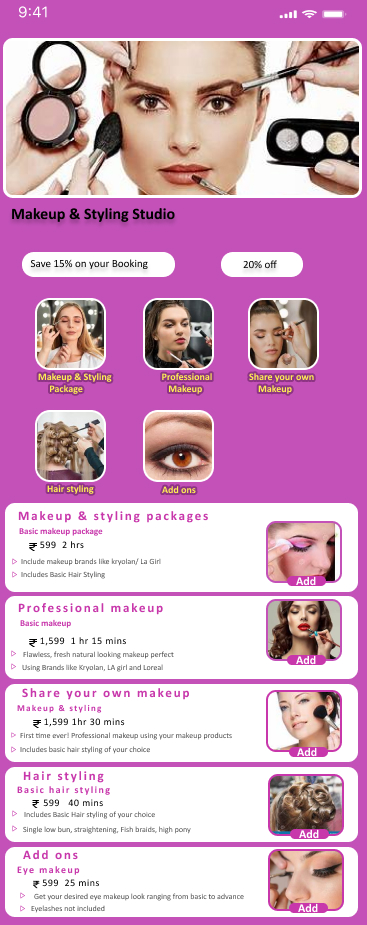 9:41
Makeup & Styling Studio
Save 15% on your Booking
20% off
Makeup & Styling
Package
Professional
Makeup
Share your own
Makeup
Hair styling
Add ons
Makeup & styling packages
Basic makeup package
₹ 599 2 hrs
Include makeup brands like kryolan/ La Girl
Includes Basic Hair Styling
Add
Professional makeup
Basic makeup
₹ 1,599 1 hr 15 mins
Flawless, fresh natural looking makeup perfect
Using Brands like Kryolan, LA girl and Loreal
Add
Share your own makeup
Makeup & styling
₹ 1,599 1hr 30 mins
First time ever! Professional makeup using your makeup products
Includes basic hair styling of your choice
Add
Hair styling
Basic hair styling
₹ 599 40 mins
Includes Basic Hair styling of your choice
Single low bun, straightening, Fish braids, high pony
Add
Add ons
Eye makeup
₹ 599 25 mins
Get your desired eye makeup look ranging from basic to advance
Eyelashes not included
Add